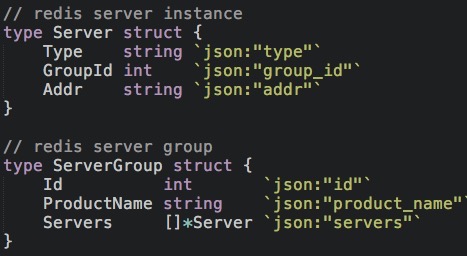 // redis server instance
type Server struct {
    Type    string `json:"type"`
    GroupId int    `json:"group_id"`
    Addr    string `json:"addr"`
}

// redis server group
type ServerGroup struct {
    Id          int       `json:"id"`
    ProductName string    `json:"product_name"`
    Servers     []*Server `json:"servers"`
}